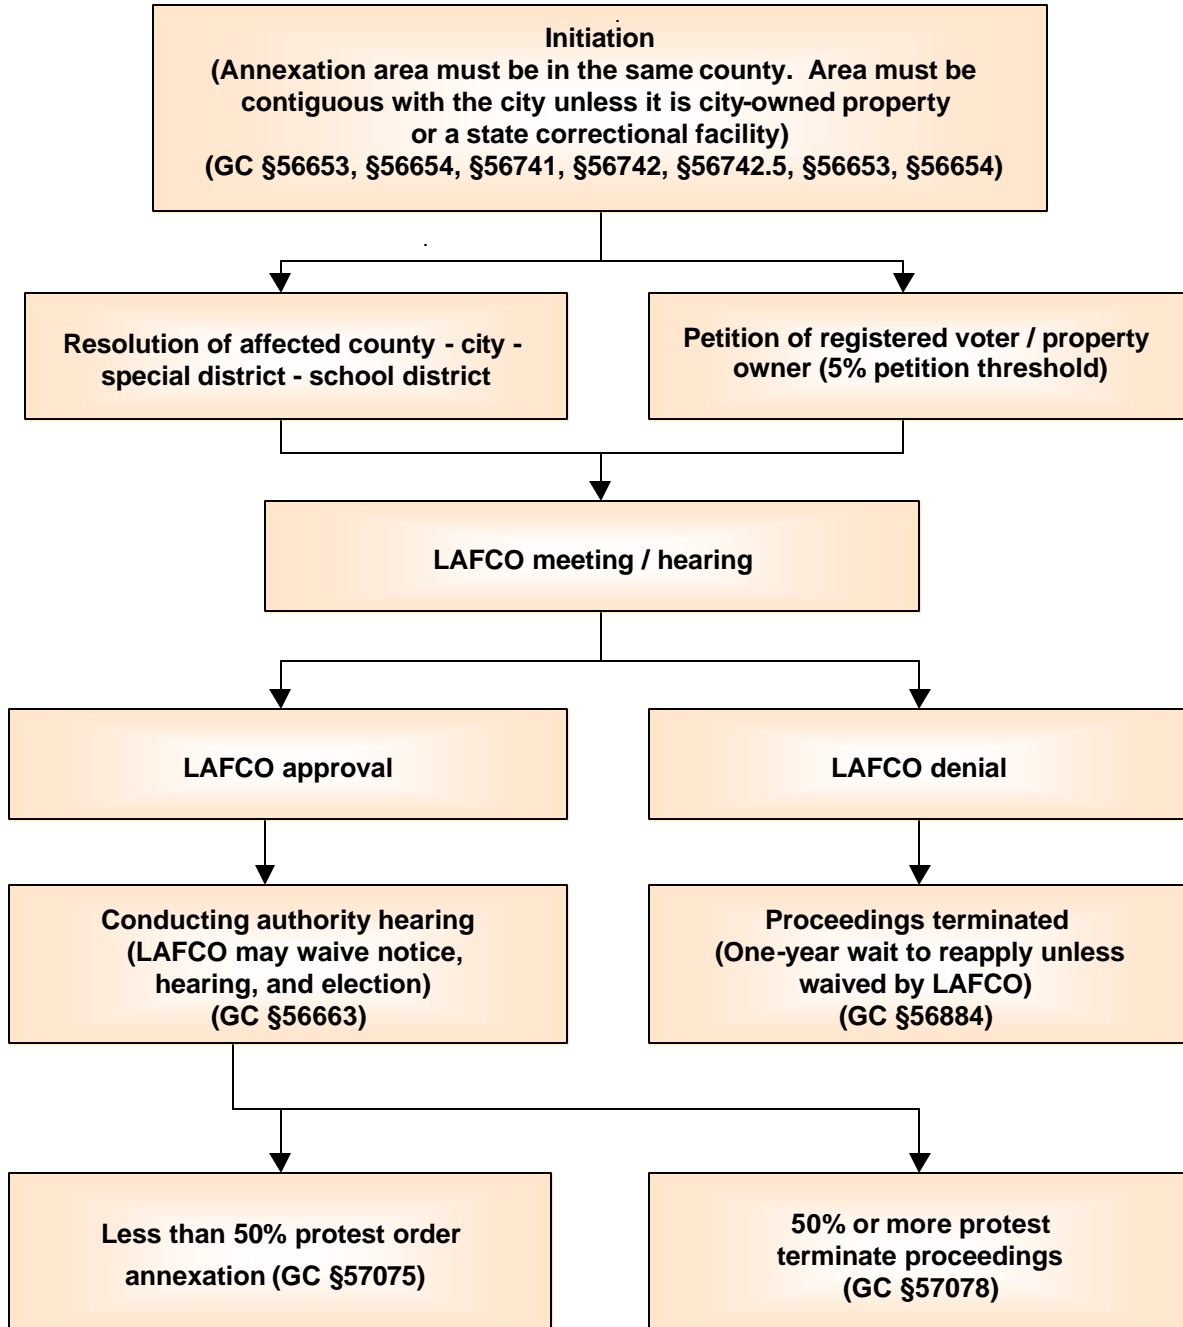 Initiation
(Annexation area must be in the same county. Area must be
contiguous with the city unless it is city-owned property
or a state correctional facility)
(GC §56653, §56654, §56741, §56742, §56742.5, §56653, §56654)
Resolution of affected county - city -
special district - school district
Petition of registered voter / property
owner (5% petition threshold)
LAFCO meeting / hearing
LAFCO approval
LAFCO denial
Conducting authority hearing
(LAFCO may waive notice,
hearing, and election)
(GC §56663)
Proceedings terminated
(One-year wait to reapply unless
waived by LAFCO)
(GC §56884)
Less than 50% protest order
annexation (GC §57075)
50% or more protest
terminate proceedings
(GC §57078)